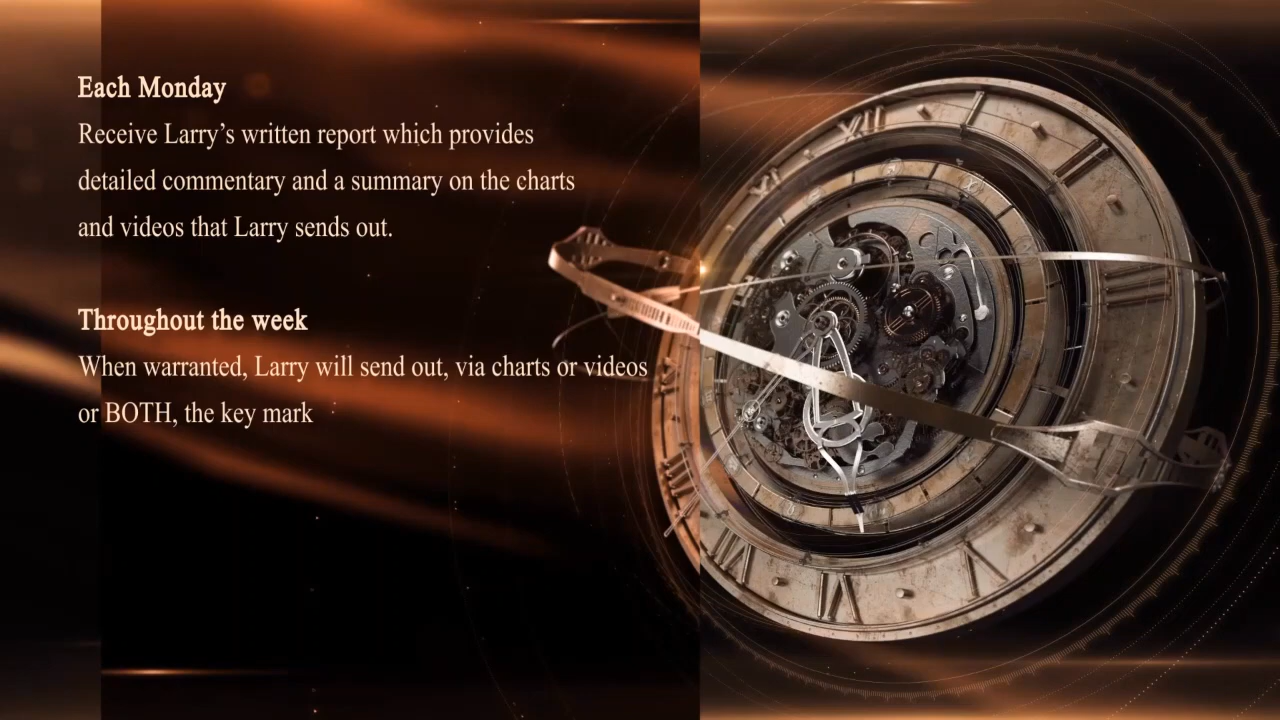 Each Monday
Receive Larry’s written report which provides
detailed commentary and a summary on the charts
and videos that Larry sends out.
Throughout the week
When warranted, Larry will send out, via charts or videos
or BOTH, the key mark